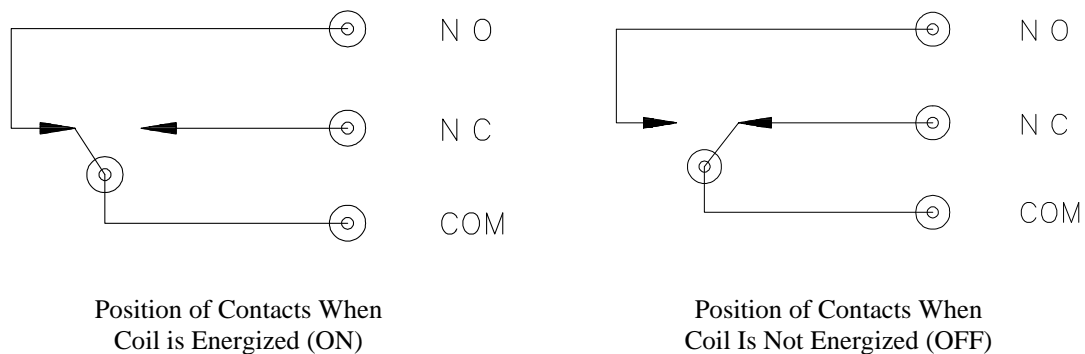 N O
N C
COM
Position of Contacts When
Coil is Energized (ON)
N O
N C
COM
Position of Contacts When
Coil Is Not Energized (OFF)